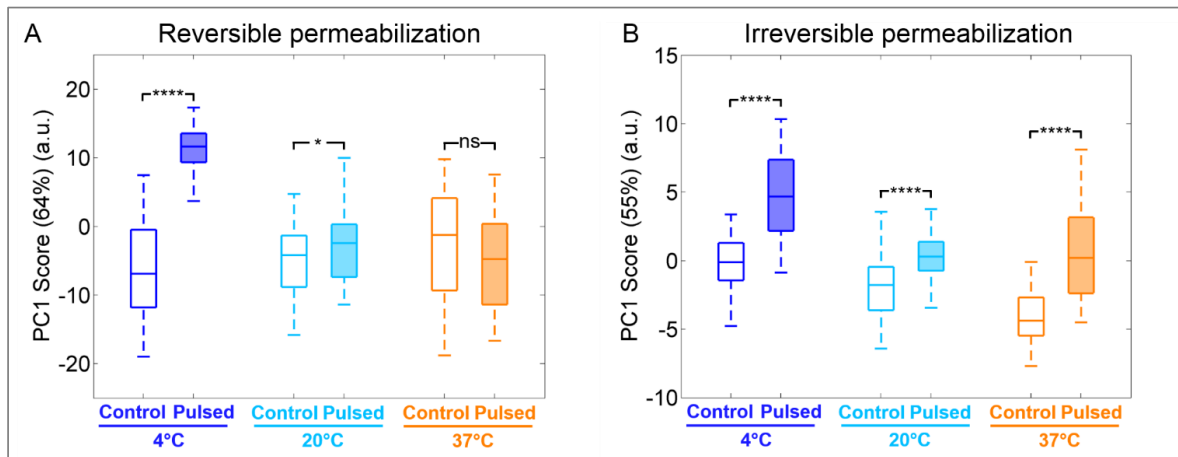 A Reversible permeabilization
PC1 Score (64%) (a.u.)
20
10
0
-10
-20
****
*
ns
Control Pulsed Control Pulsed Control Pulsed
4°C 20°C 37°C
B Irreversible permeabilization
PC1 Score (55%) (a.u.)
15
10
5
0
-5
-10
****
****
****
Control Pulsed Control Pulsed Control Pulsed
4°C 20°C 37°C